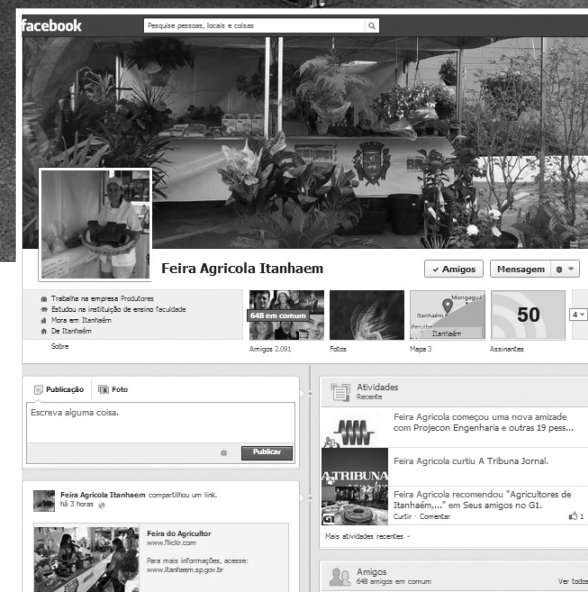 facebook
Pesquise pessoas, locais e coisas
Feira Agricola Itanhaem
✓ Amigos
Mensagem
Trabalha na empresa Produtores
Estudou na instituição de ensino faculdade
Mora em Itanhaém
De Itanhaém
Sobre
648 em comum
Amigos 2.091
Fotos
Mongaguá
Itanhaém
Peruíbe
Itanhaém
Mapa 3
50
Assinantes
4
Publicação
Foto
Escreva alguma coisa.
Publicar
Feira Agricola Itanhaem compartilhou um link.
há 3 horas
Feira do Agricultor
www.flickr.com
Para mais informações, acesse:
www.itanhaem.sp.gov.br
Atividades
Recente
Feira Agricola começou uma nova amizade
com Projecon Engenharia e outras 19 pess...
A TRIBUNA
Feira Agricola curtiu A Tribuna Jornal.
Feira Agricola recomendou "Agricultores de
Itanhaém,..." em Seus amigos no G1.
Curtir · Comentar
1
Mais atividades recentes
Amigos
648 amigos em comum
Ver todos